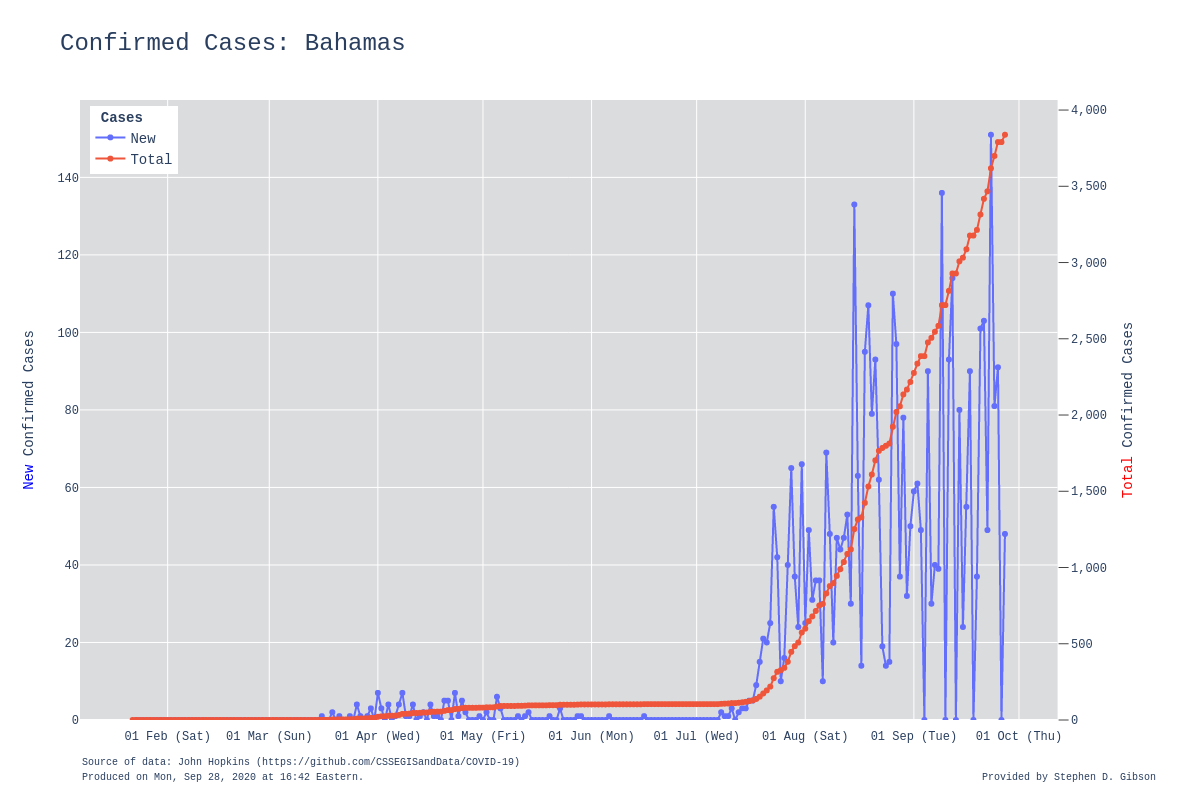 Confirmed Cases: Bahamas
Cases
New
Total
4,000
3,500
3,000
2,500
2,000
1,500
1,000
500
0
140
120
100
80
60
40
20
0
New Confirmed Cases
Total Confirmed Cases
01 Feb (Sat)
01 Mar (Sun)
01 Apr (Wed)
01 May (Fri)
01 Jun (Mon)
01 Jul (Wed)
01 Aug (Sat)
01 Sep (Tue)
01 Oct (Thu)
Source of data: John Hopkins (https://github.com/CSSEGISandData/COVID-19)
Produced on Mon, Sep 28, 2020 at 16:42 Eastern.
Provided by Stephen D. Gibson